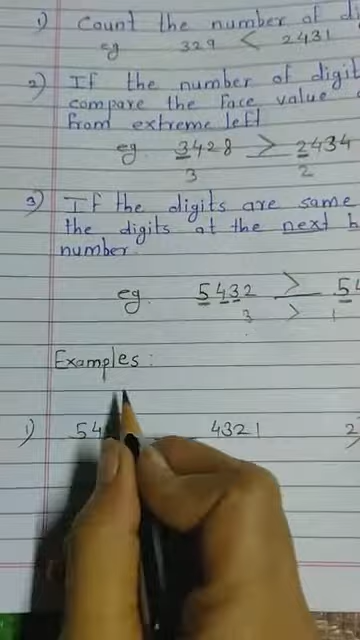 1) Count the number of
eg 329 < 2431
2) If the number of digit
compare the face value
from extreme left
eg. 3428 > 2434
3 2
3) If the digits are same
the digits at the next
number.
eg. 5432 >
3 >
Examples :
1) 4321 2)